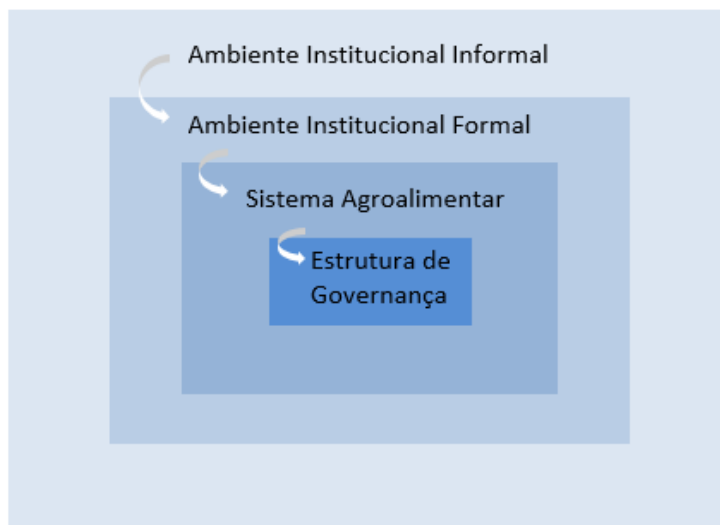 Ambiente Institucional Informal
Ambiente Institucional Formal
Sistema Agroalimentar
Estrutura de
Governança